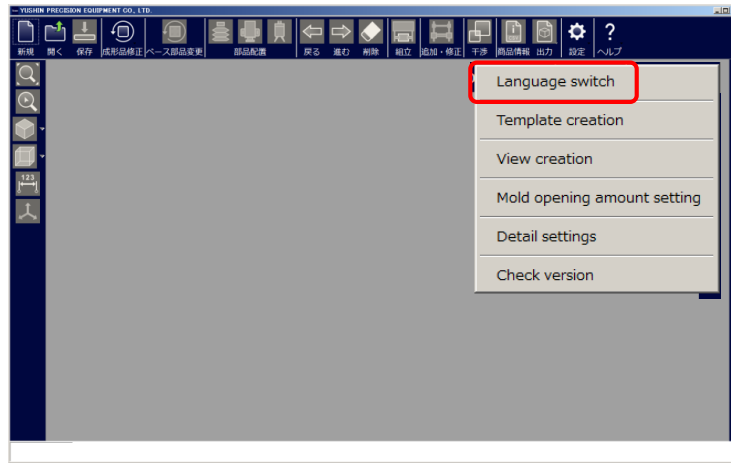 YUSHIN PRECISION EQUIPMENT CO., LTD.
新規 開く 保存 成形品修正 ベース部品変更 部品配置 戻る 進む 削除 組立 追加・修正 干渉 商品情報 出力 設定 ヘルプ
?
123
Language switch
Template creation
View creation
Mold opening amount setting
Detail settings
Check version